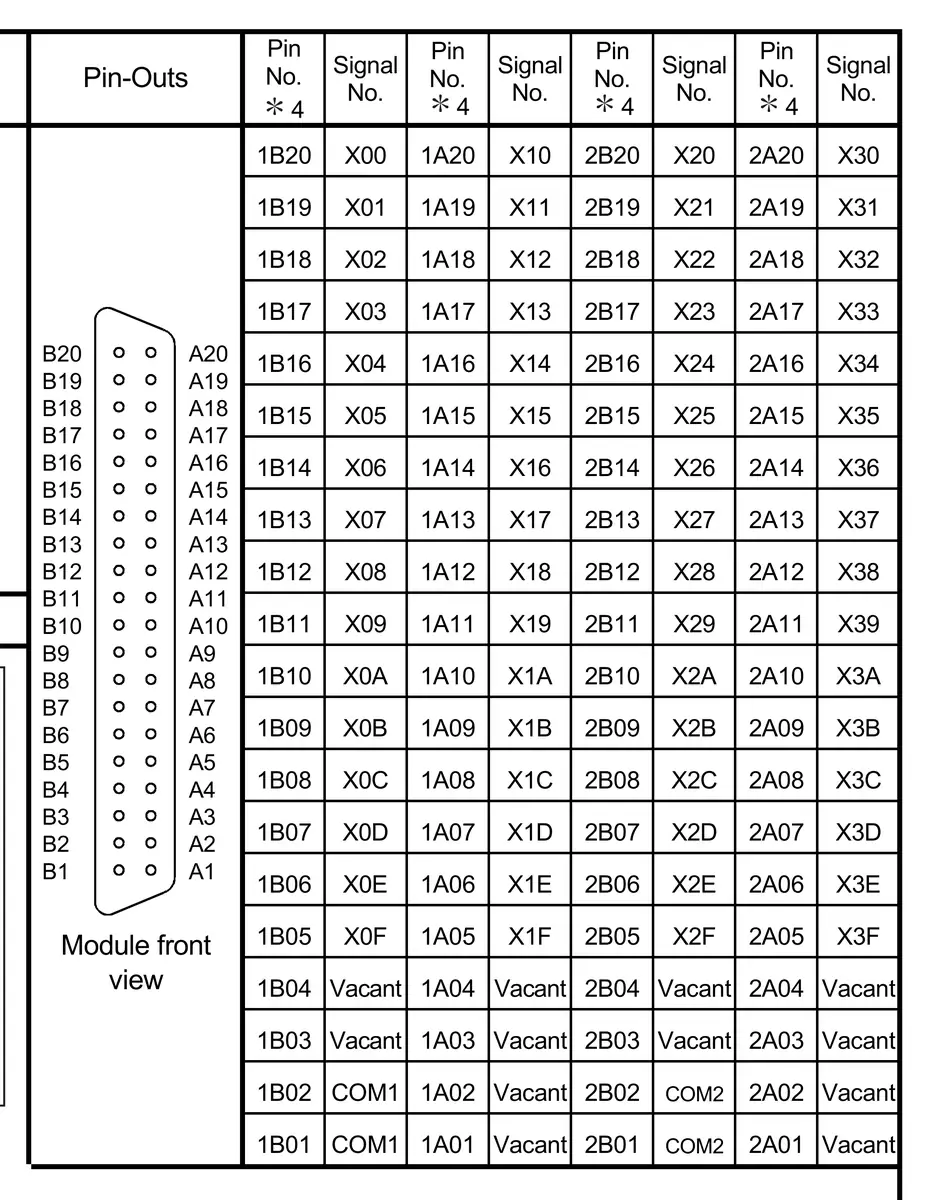 Pin-Outs
Pin No. *4 Signal No. Pin No. *4 Signal No. Pin No. *4 Signal No. Pin No. *4 Signal No.
1B20 X00 1A20 X10 2B20 X20 2A20 X30
1B19 X01 1A19 X11 2B19 X21 2A19 X31
1B18 X02 1A18 X12 2B18 X22 2A18 X32
1B17 X03 1A17 X13 2B17 X23 2A17 X33
1B16 X04 1A16 X14 2B16 X24 2A16 X34
1B15 X05 1A15 X15 2B15 X25 2A15 X35
1B14 X06 1A14 X16 2B14 X26 2A14 X36
1B13 X07 1A13 X17 2B13 X27 2A13 X37
1B12 X08 1A12 X18 2B12 X28 2A12 X38
1B11 X09 1A11 X19 2B11 X29 2A11 X39
1B10 X0A 1A10 X1A 2B10 X2A 2A10 X3A
1B09 X0B 1A09 X1B 2B09 X2B 2A09 X3B
1B08 X0C 1A08 X1C 2B08 X2C 2A08 X3C
1B07 X0D 1A07 X1D 2B07 X2D 2A07 X3D
1B06 X0E 1A06 X1E 2B06 X2E 2A06 X3E
1B05 X0F 1A05 X1F 2B05 X2F 2A05 X3F
1B04 Vacant 1A04 Vacant 2B04 Vacant 2A04 Vacant
1B03 Vacant 1A03 Vacant 2B03 Vacant 2A03 Vacant
1B02 COM1 1A02 Vacant 2B02 COM2 2A02 Vacant
1B01 COM1 1A01 Vacant 2B01 COM2 2A01 Vacant
B20 A20
B19 A19
B18 A18
B17 A17
B16 A16
B15 A15
B14 A14
B13 A13
B12 A12
B11 A11
B10 A10
B9 A9
B8 A8
B7 A7
B6 A6
B5 A5
B4 A4
B3 A3
B2 A2
B1 A1
Module front
view